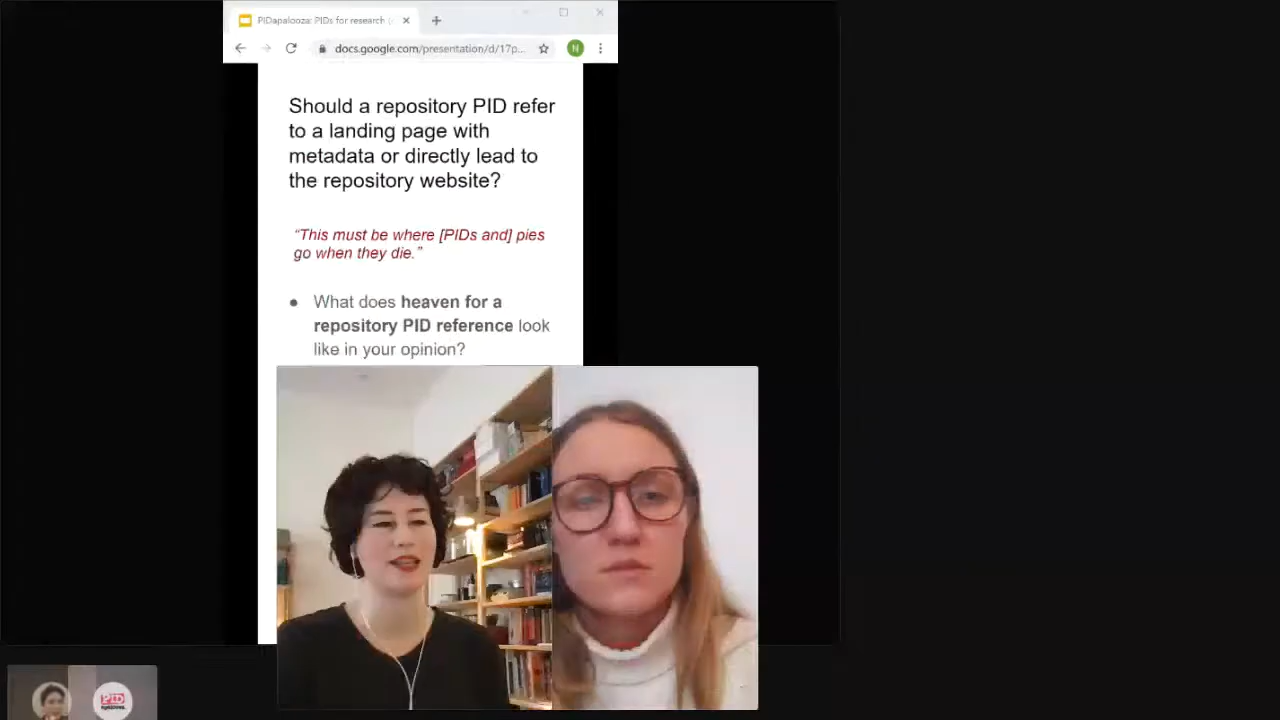 PIDapalooza: PIDs for research (
docs.google.com/presentation/d/17p...
N
Should a repository PID refer
to a landing page with
metadata or directly lead to
the repository website?
“This must be where [PIDs and] pies
go when they die.”
● What does heaven for a
repository PID reference look
like in your opinion?
PID